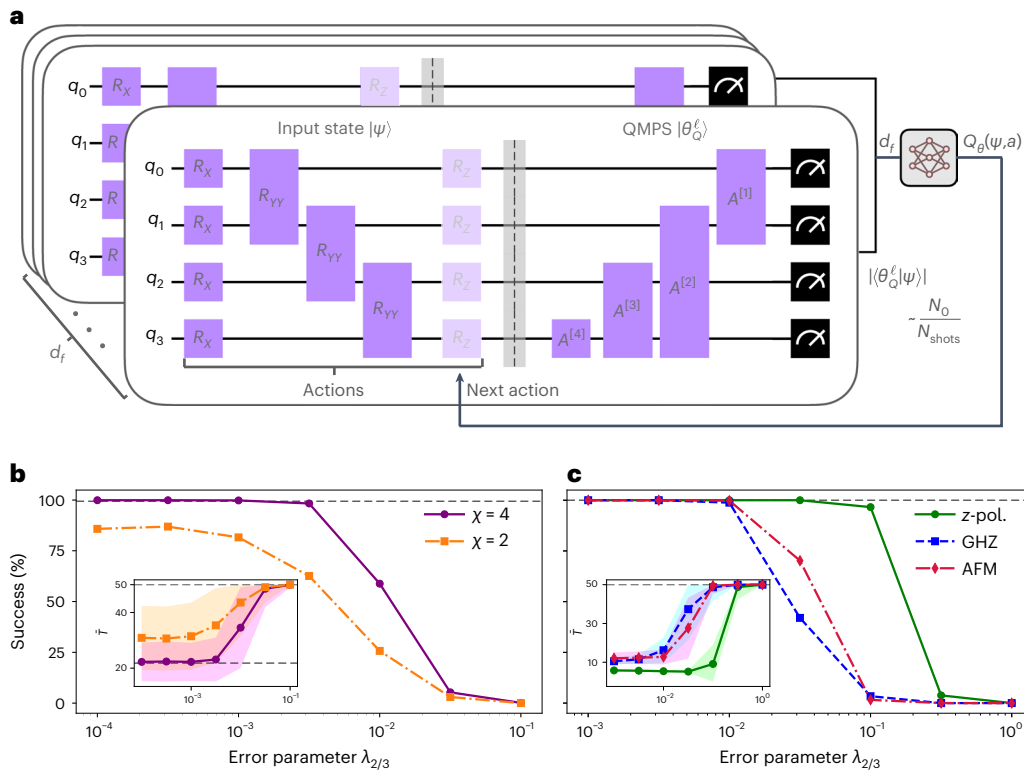 a
q0 RX RZ
Input state |ψ⟩ QMPS |θ_Q^ℓ⟩
q1 R
q2 R
q3 R
q0 RX RYY RZ A[1]
q1 RX RYY RZ
q2 RX RYY RZ A[3] A[2]
q3 RX RZ A[4]
Actions Next action
df
df Qθ(ψ,a)
|⟨θ_Q^ℓ|ψ⟩|
~ N0
Nshots
b
Success (%)
100
75
50
25
0
χ = 4
χ = 2
50
40
20
T̄
10⁻³ 10⁻¹
10⁻⁴ 10⁻³ 10⁻² 10⁻¹
Error parameter λ2/3
c
z-pol.
GHZ
AFM
50
30
10
T̄
10⁻² 10⁰
10⁻³ 10⁻² 10⁻¹ 10⁰
Error parameter λ2/3